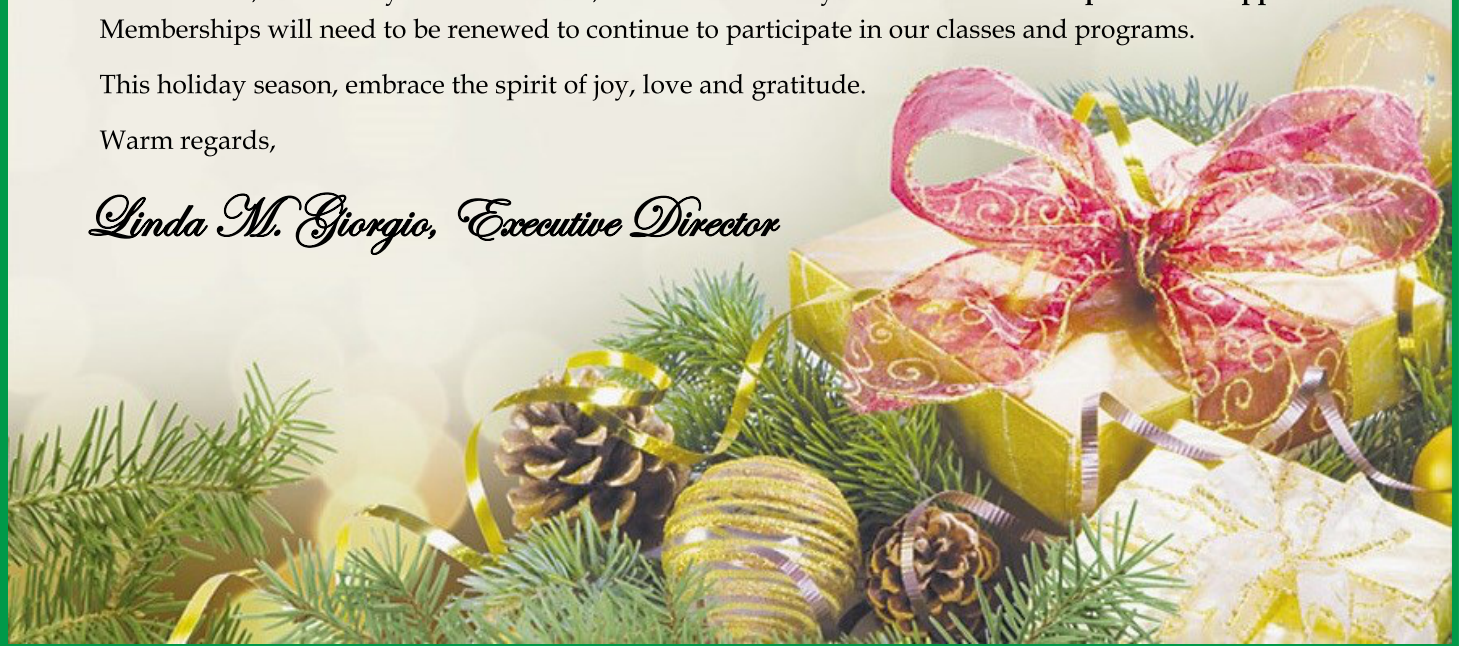 Memberships will need to be renewed to continue to participate in our classes and programs.
This holiday season, embrace the spirit of joy, love and gratitude.
Warm regards,
Linda M. Giorgio, Executive Director